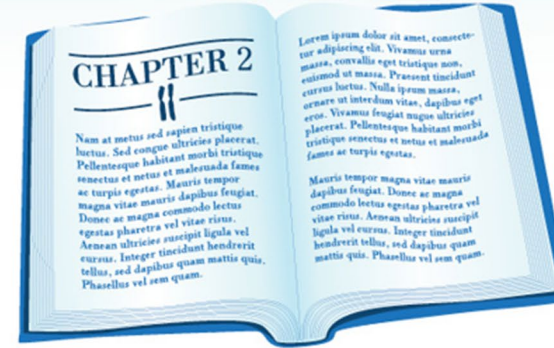 CHAPTER 2
Nam at metus sed sapien tristique
luctus. Sed congue ultricies placerat.
Pellentesque habitant morbi tristique
senectus et netus et malesuada fames
ac turpis egestas. Mauris tempor
magna vitae mauris dapibus feugiat.
Donec ac magna commodo lectus
egestas pharetra vel vitae risus.
Aenean ultricies suscipit ligula vel
cursus. Integer tincidunt hendrerit
tellus, sed dapibus quam mattis quis.
Phasellus vel sem quam.
Lorem ipsum dolor sit amet, consecte-
tur adipiscing elit. Vivamus urna
massa, convallis eget tristique non,
euismod ut massa. Praesent tincidunt
cursus luctus. Nulla ipsum massa,
ornare ut interdum vitae, dapibus eget
eros. Vivamus feugiat nugue ultricies
placerat. Pellentesque habitant morbi
tristique senectus et netus et malesuada
fames ac turpis egestas.
Mauris tempor magna vitae mauris
dapibus feugiat. Donec ac magna
commodo lectus egestas pharetra vel
vitae risus. Aenean ultricies suscipit
ligula vel cursus. Integer tincidunt
hendrerit tellus, sed dapibus quam
mattis quis. Phasellus vel sem quam.